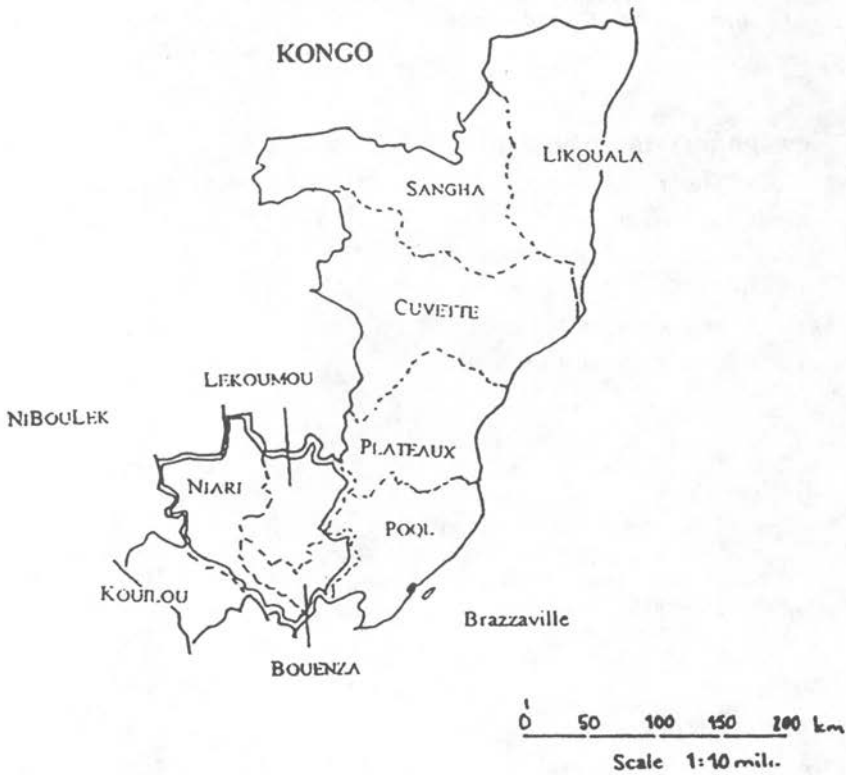 KONGO
LIKOUALA
SANGHA
CUVETTE
LEKOUMOU
NIBOULEK
PLATEAUX
NIARI
POOL
KOUILOU
Brazzaville
BOUENZA
0 50 100 150 200 km
Scale 1:10 mill.